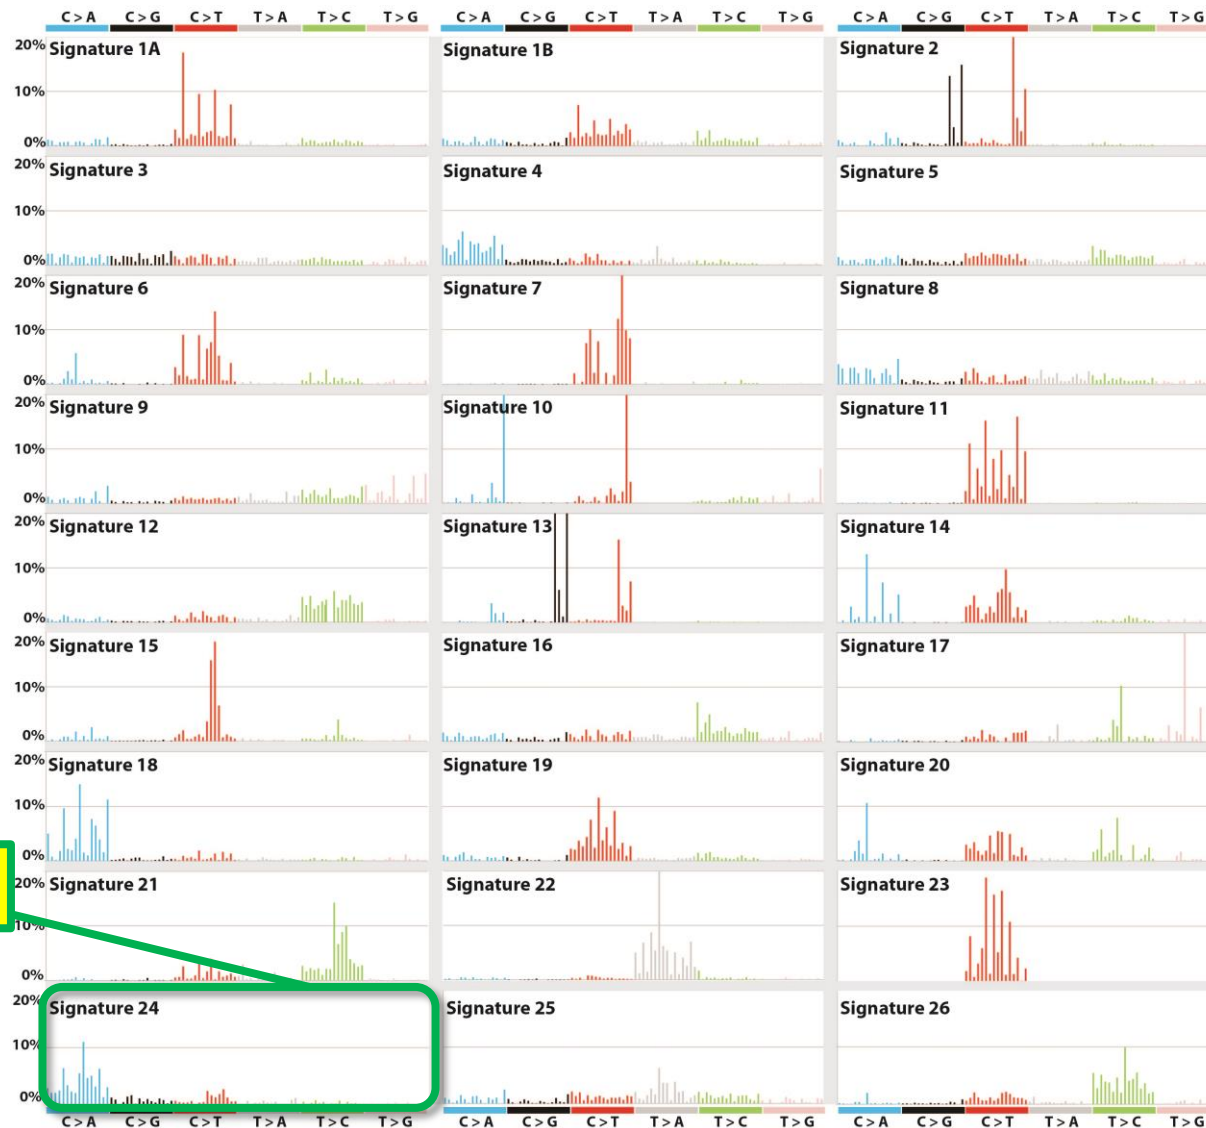 C > A C > G C > T T > A T > C T > G C > A C > G C > T T > A T > C T > G C > A C > G C > T T > A T > C T > G
20% Signature 1A Signature 1B Signature 2
10%
0%
20% Signature 3 Signature 4 Signature 5
10%
0%
20% Signature 6 Signature 7 Signature 8
10%
0%
20% Signature 9 Signature 10 Signature 11
10%
0%
20% Signature 12 Signature 13 Signature 14
10%
0%
20% Signature 15 Signature 16 Signature 17
10%
0%
20% Signature 18 Signature 19 Signature 20
10%
0%
20% Signature 21 Signature 22 Signature 23
10%
0%
20% Signature 24 Signature 25 Signature 26
10%
0%
C > A C > G C > T T > A T > C T > G C > A C > G C > T T > A T > C T > G C > A C > G C > T T > A T > C T > G